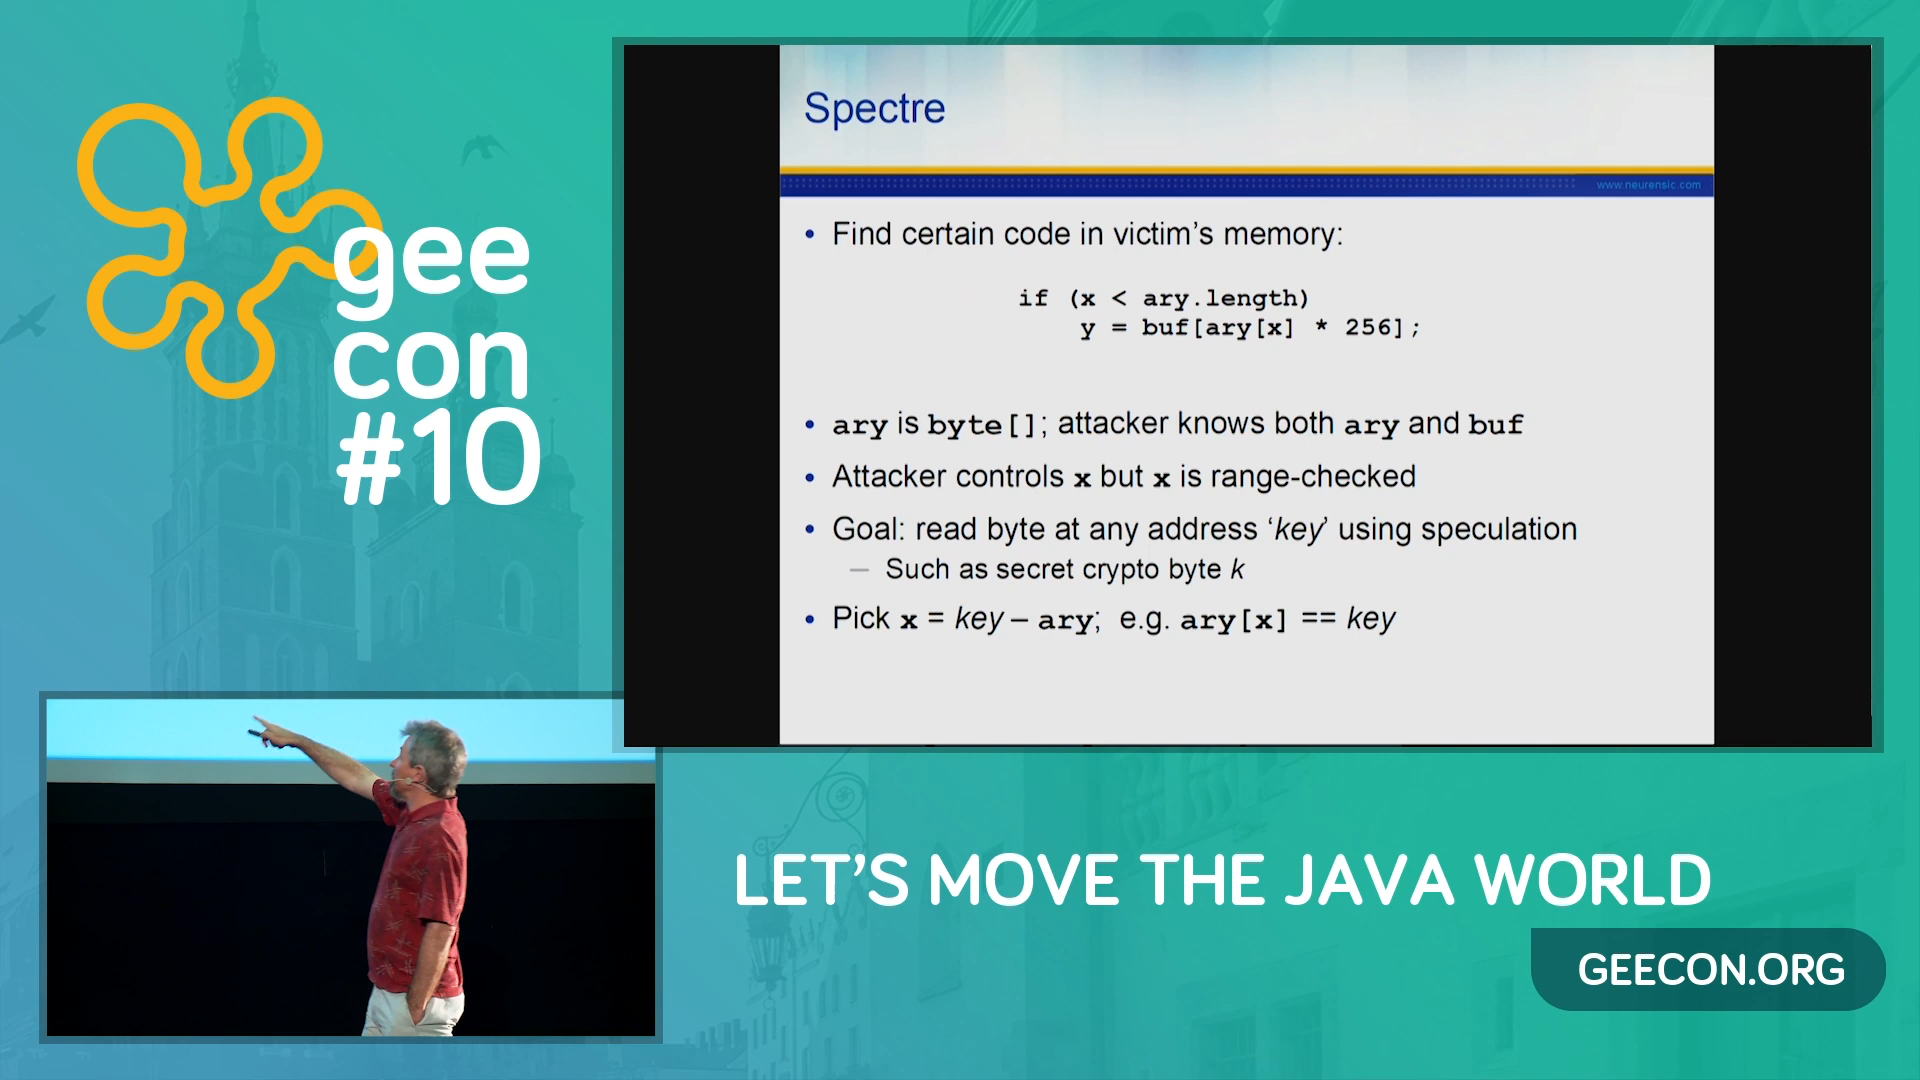 gee
con
#10
Spectre
www.neurensic.com
• Find certain code in victim's memory:
if (x < ary.length)
y = buf[ary[x] * 256];
• ary is byte[]; attacker knows both ary and buf
• Attacker controls x but x is range-checked
• Goal: read byte at any address ‘key’ using speculation
– Such as secret crypto byte k
• Pick x = key – ary; e.g. ary[x] == key
LET'S MOVE THE JAVA WORLD
GEECON.ORG